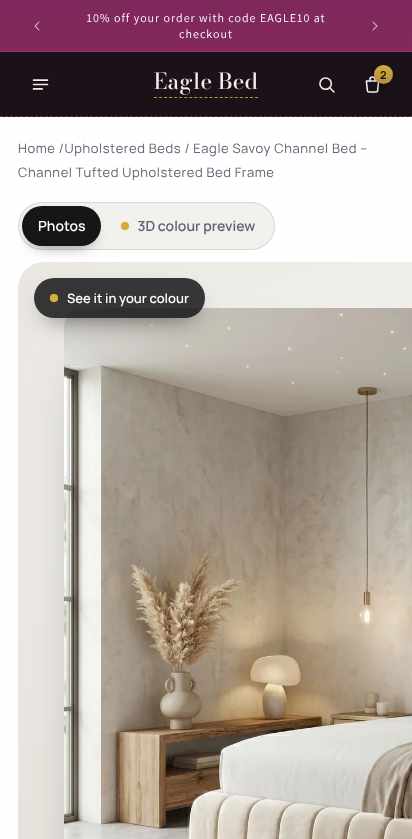 10% off your order with code EAGLE10 at
checkout
Eagle Bed
2
Home /Upholstered Beds / Eagle Savoy Channel Bed –
Channel Tufted Upholstered Bed Frame
Photos
3D colour preview
See it in your colour